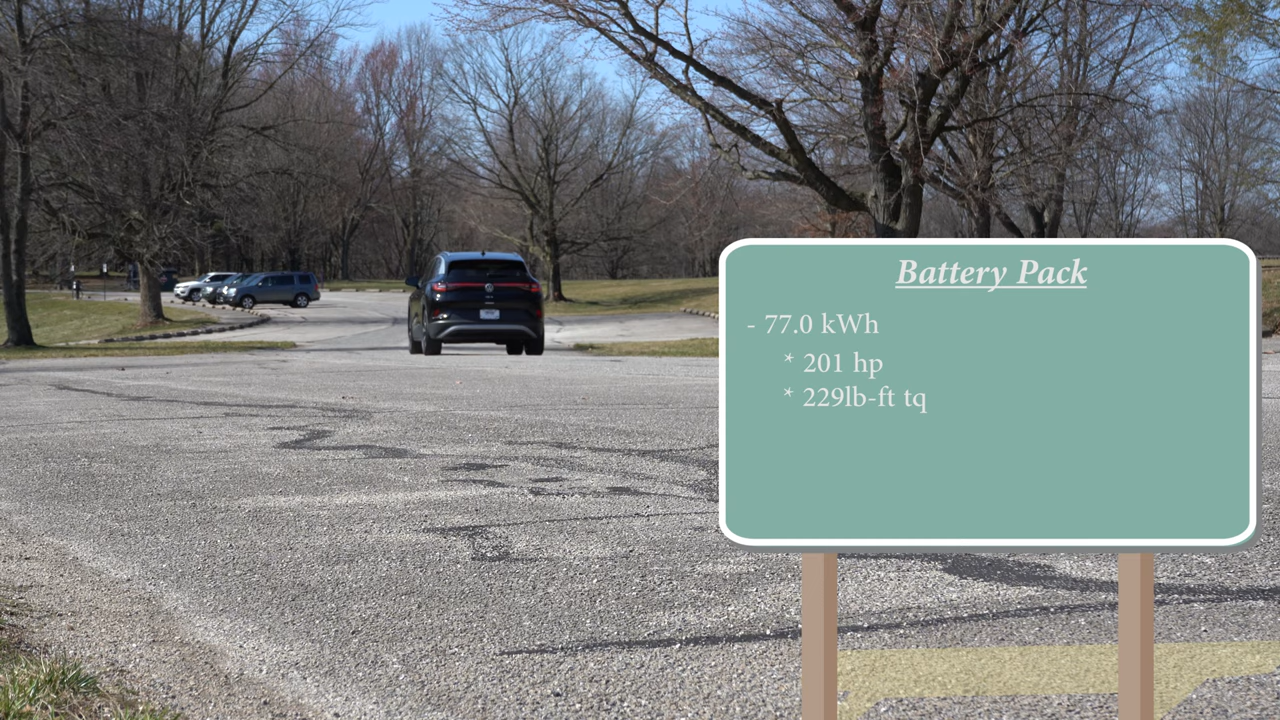 Battery Pack
- 77.0 kWh
* 201 hp
* 229lb-ft tq